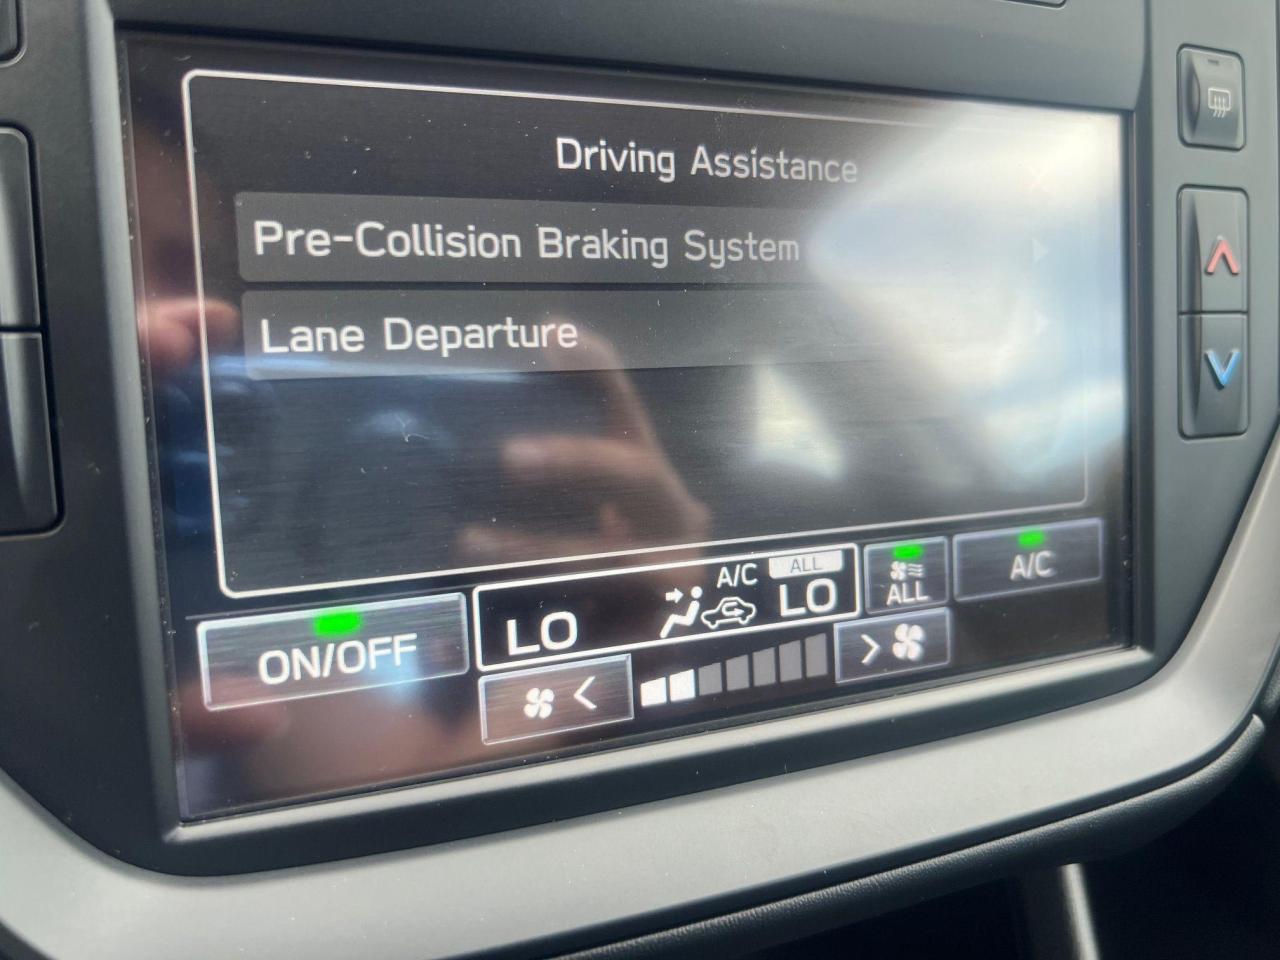 Driving Assistance
Pre-Collision Braking System
Lane Departure
ON/OFF
LO
A/C
ALL
LO
ALL
A/C